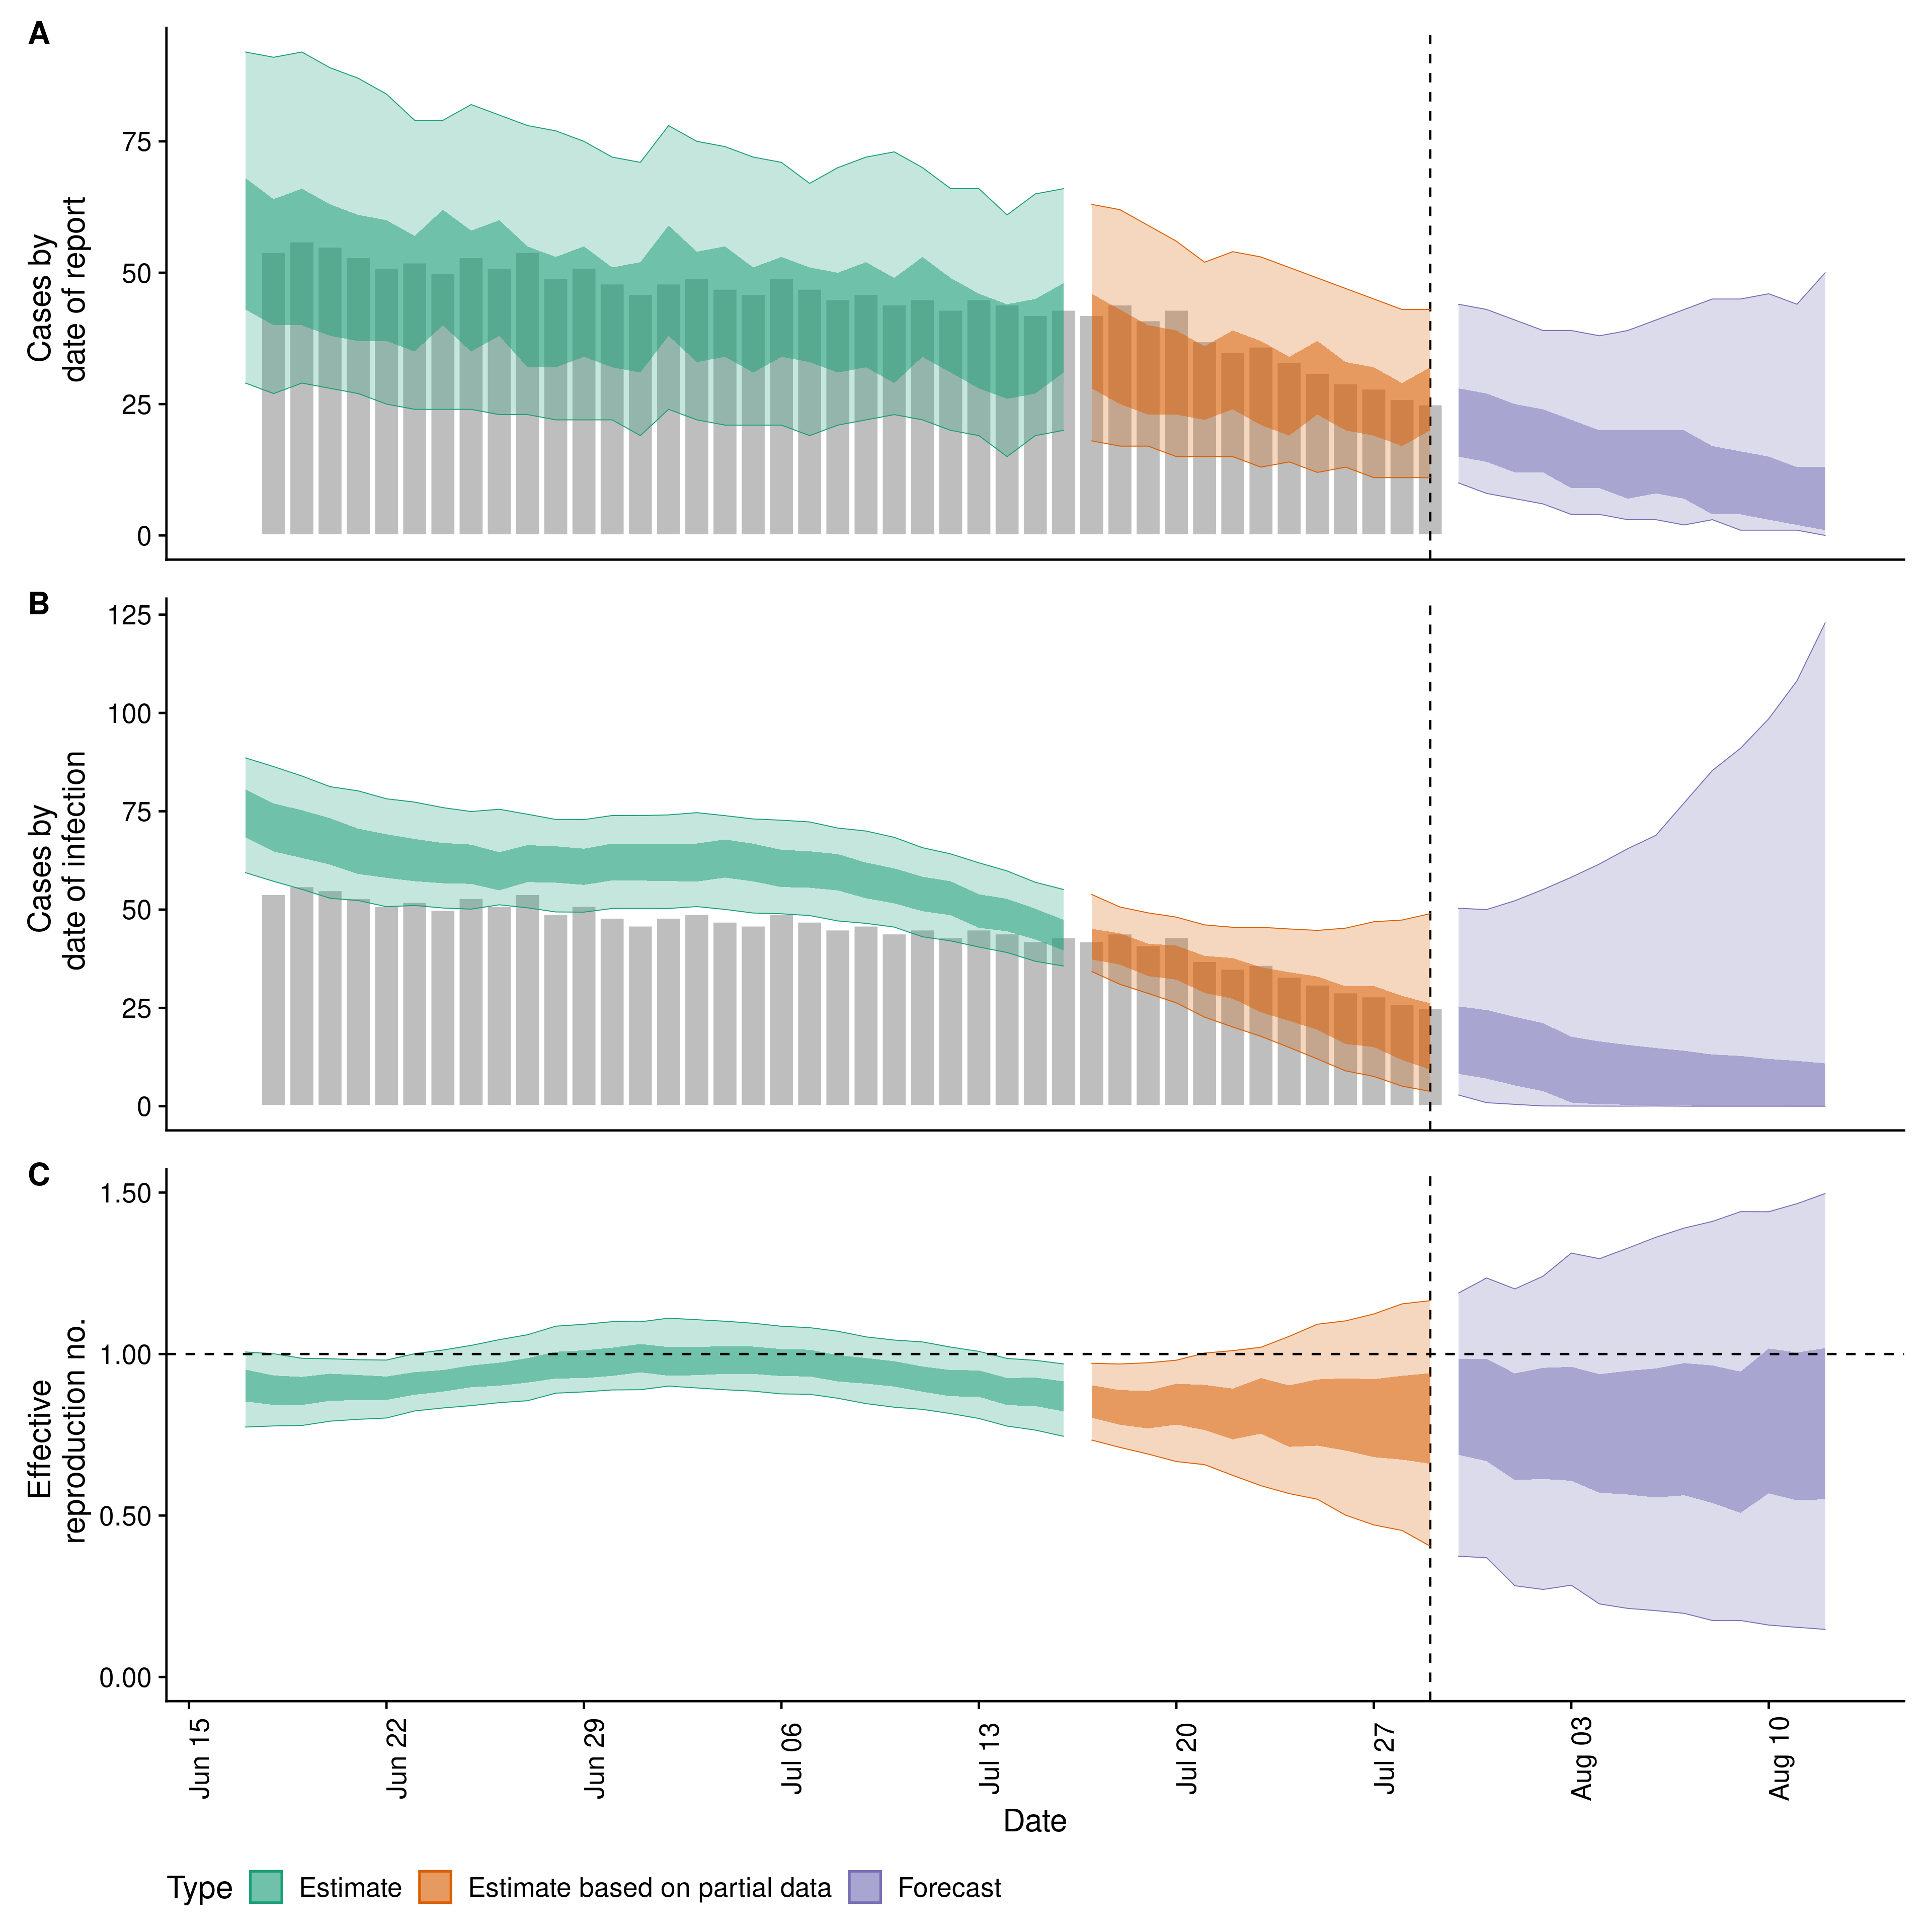 A
Cases by
date of report
75
50
25
0
B
Cases by
date of infection
125
100
75
50
25
0
C
Effective
reproduction no.
1.50
1.00
0.50
0.00
Jun 15
Jun 22
Jun 29
Jul 06
Jul 13
Jul 20
Jul 27
Aug 03
Aug 10
Date
Type Estimate Estimate based on partial data Forecast